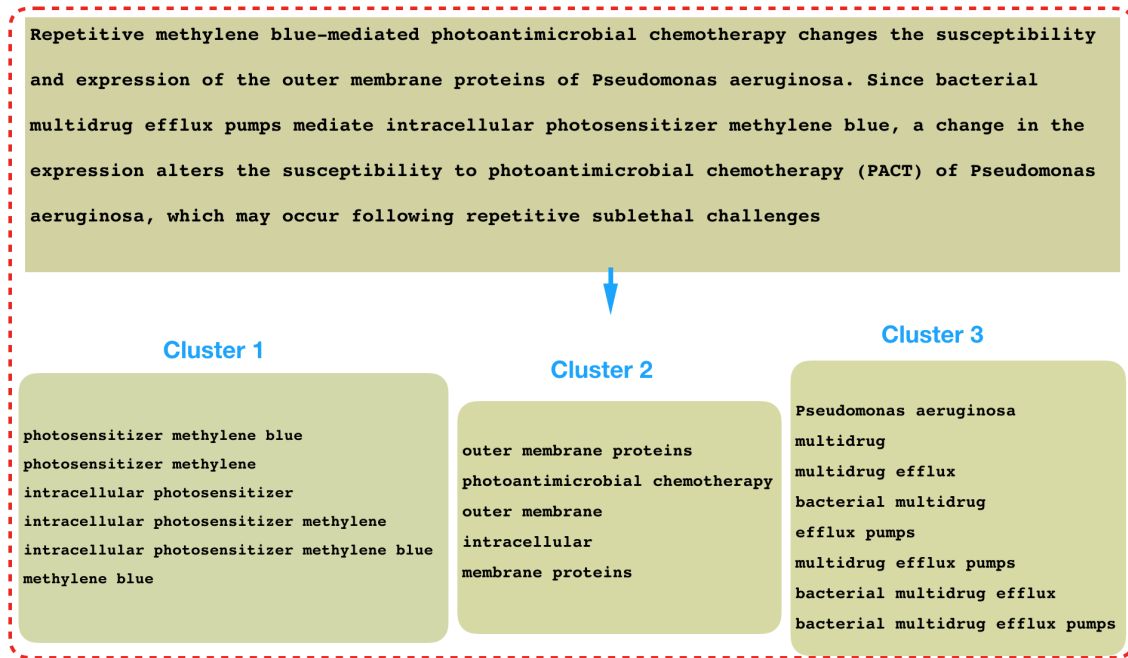 Repetitive methylene blue-mediated photoantimicrobial chemotherapy changes the susceptibility
and expression of the outer membrane proteins of Pseudomonas aeruginosa. Since bacterial
multidrug efflux pumps mediate intracellular photosensitizer methylene blue, a change in the
expression alters the susceptibility to photoantimicrobial chemotherapy (PACT) of Pseudomonas
aeruginosa, which may occur following repetitive sublethal challenges
Cluster 1
photosensitizer methylene blue
photosensitizer methylene
intracellular photosensitizer
intracellular photosensitizer methylene
intracellular photosensitizer methylene blue
methylene blue
Cluster 2
outer membrane proteins
photoantimicrobial chemotherapy
outer membrane
intracellular
membrane proteins
Cluster 3
Pseudomonas aeruginosa
multidrug
multidrug efflux
bacterial multidrug
efflux pumps
multidrug efflux pumps
bacterial multidrug efflux
bacterial multidrug efflux pumps